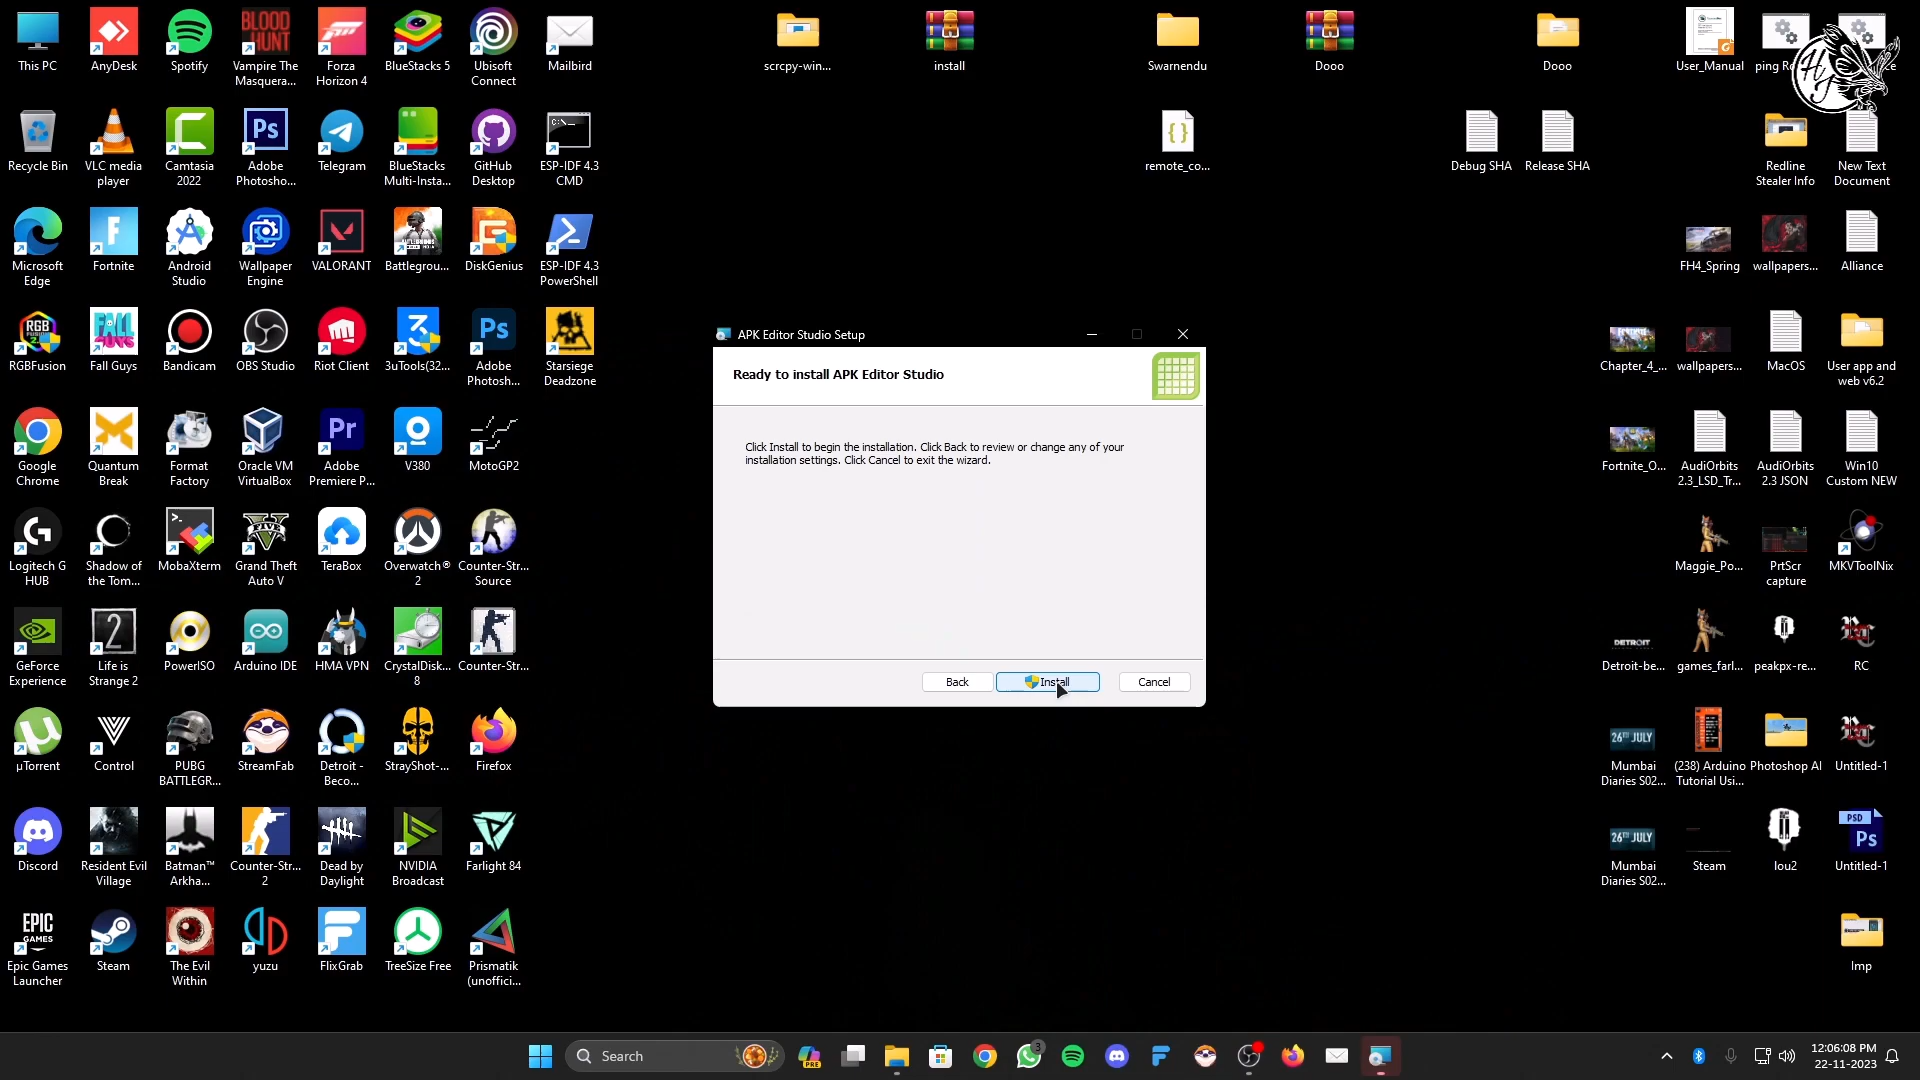 This PC
AnyDesk
Spotify
Vampire The
Masquera...
Forza
Horizon 4
BlueStacks 5
Ubisoft
Connect
Mailbird
scrcpy-win...
install
Swarnendu
Dooo
Dooo
User_Manual
Recycle Bin
VLC media
player
Camtasia
2022
Adobe
Photosho...
Telegram
BlueStacks
Multi-Insta...
GitHub
Desktop
ESP-IDF 4.3
CMD
remote_co...
Debug SHA
Release SHA
Redline
Stealer Info
New Text
Document
Microsoft
Edge
Fortnite
Android
Studio
Wallpaper
Engine
VALORANT
Battlegrou...
DiskGenius
ESP-IDF 4.3
PowerShell
FH4_Spring
wallpapers...
Alliance
RGBFusion
Fall Guys
Bandicam
OBS Studio
Riot Client
3uTools(32...
Adobe
Photosh...
Starsiege
Deadzone
Chapter_4_...
wallpapers...
MacOS
User app and
web v6.2
APK Editor Studio Setup
Ready to install APK Editor Studio
Click Install to begin the installation. Click Back to review or change any of your
installation settings. Click Cancel to exit the wizard.
Back
Install
Cancel
Google
Chrome
Quantum
Break
Format
Factory
Oracle VM
VirtualBox
Adobe
Premiere P...
V380
MotoGP2
Fortnite_O...
AudiOrbits
2.3_LSD_Tr...
AudiOrbits
2.3 JSON
Win10
Custom NEW
Logitech G
HUB
Shadow of
the Tom...
MobaXterm
Grand Theft
Auto V
TeraBox
Overwatch®
2
Counter-Str...
Source
Maggie_Po...
PrtScr
capture
MKVToolNix
GeForce
Experience
Life is
Strange 2
PowerISO
Arduino IDE
HMA VPN
CrystalDisk...
8
Counter-Str...
Detroit-be...
games_farl...
peakpx-re...
RC
µTorrent
Control
PUBG
BATTLEGR...
StreamFab
Detroit -
Beco...
StrayShot-...
Firefox
Mumbai
Diaries S02...
(238) Arduino
Tutorial Usi...
Photoshop AI
Untitled-1
Discord
Resident Evil
Village
Batman™
Arkha...
Counter-Str...
2
Dead by
Daylight
NVIDIA
Broadcast
Farlight 84
Mumbai
Diaries S02...
Steam
lou2
Untitled-1
Epic Games
Launcher
Steam
The Evil
Within
yuzu
FlixGrab
TreeSize Free
Prismatik
(unoffici...
Imp
Search
12:06:08 PM
22-11-2023